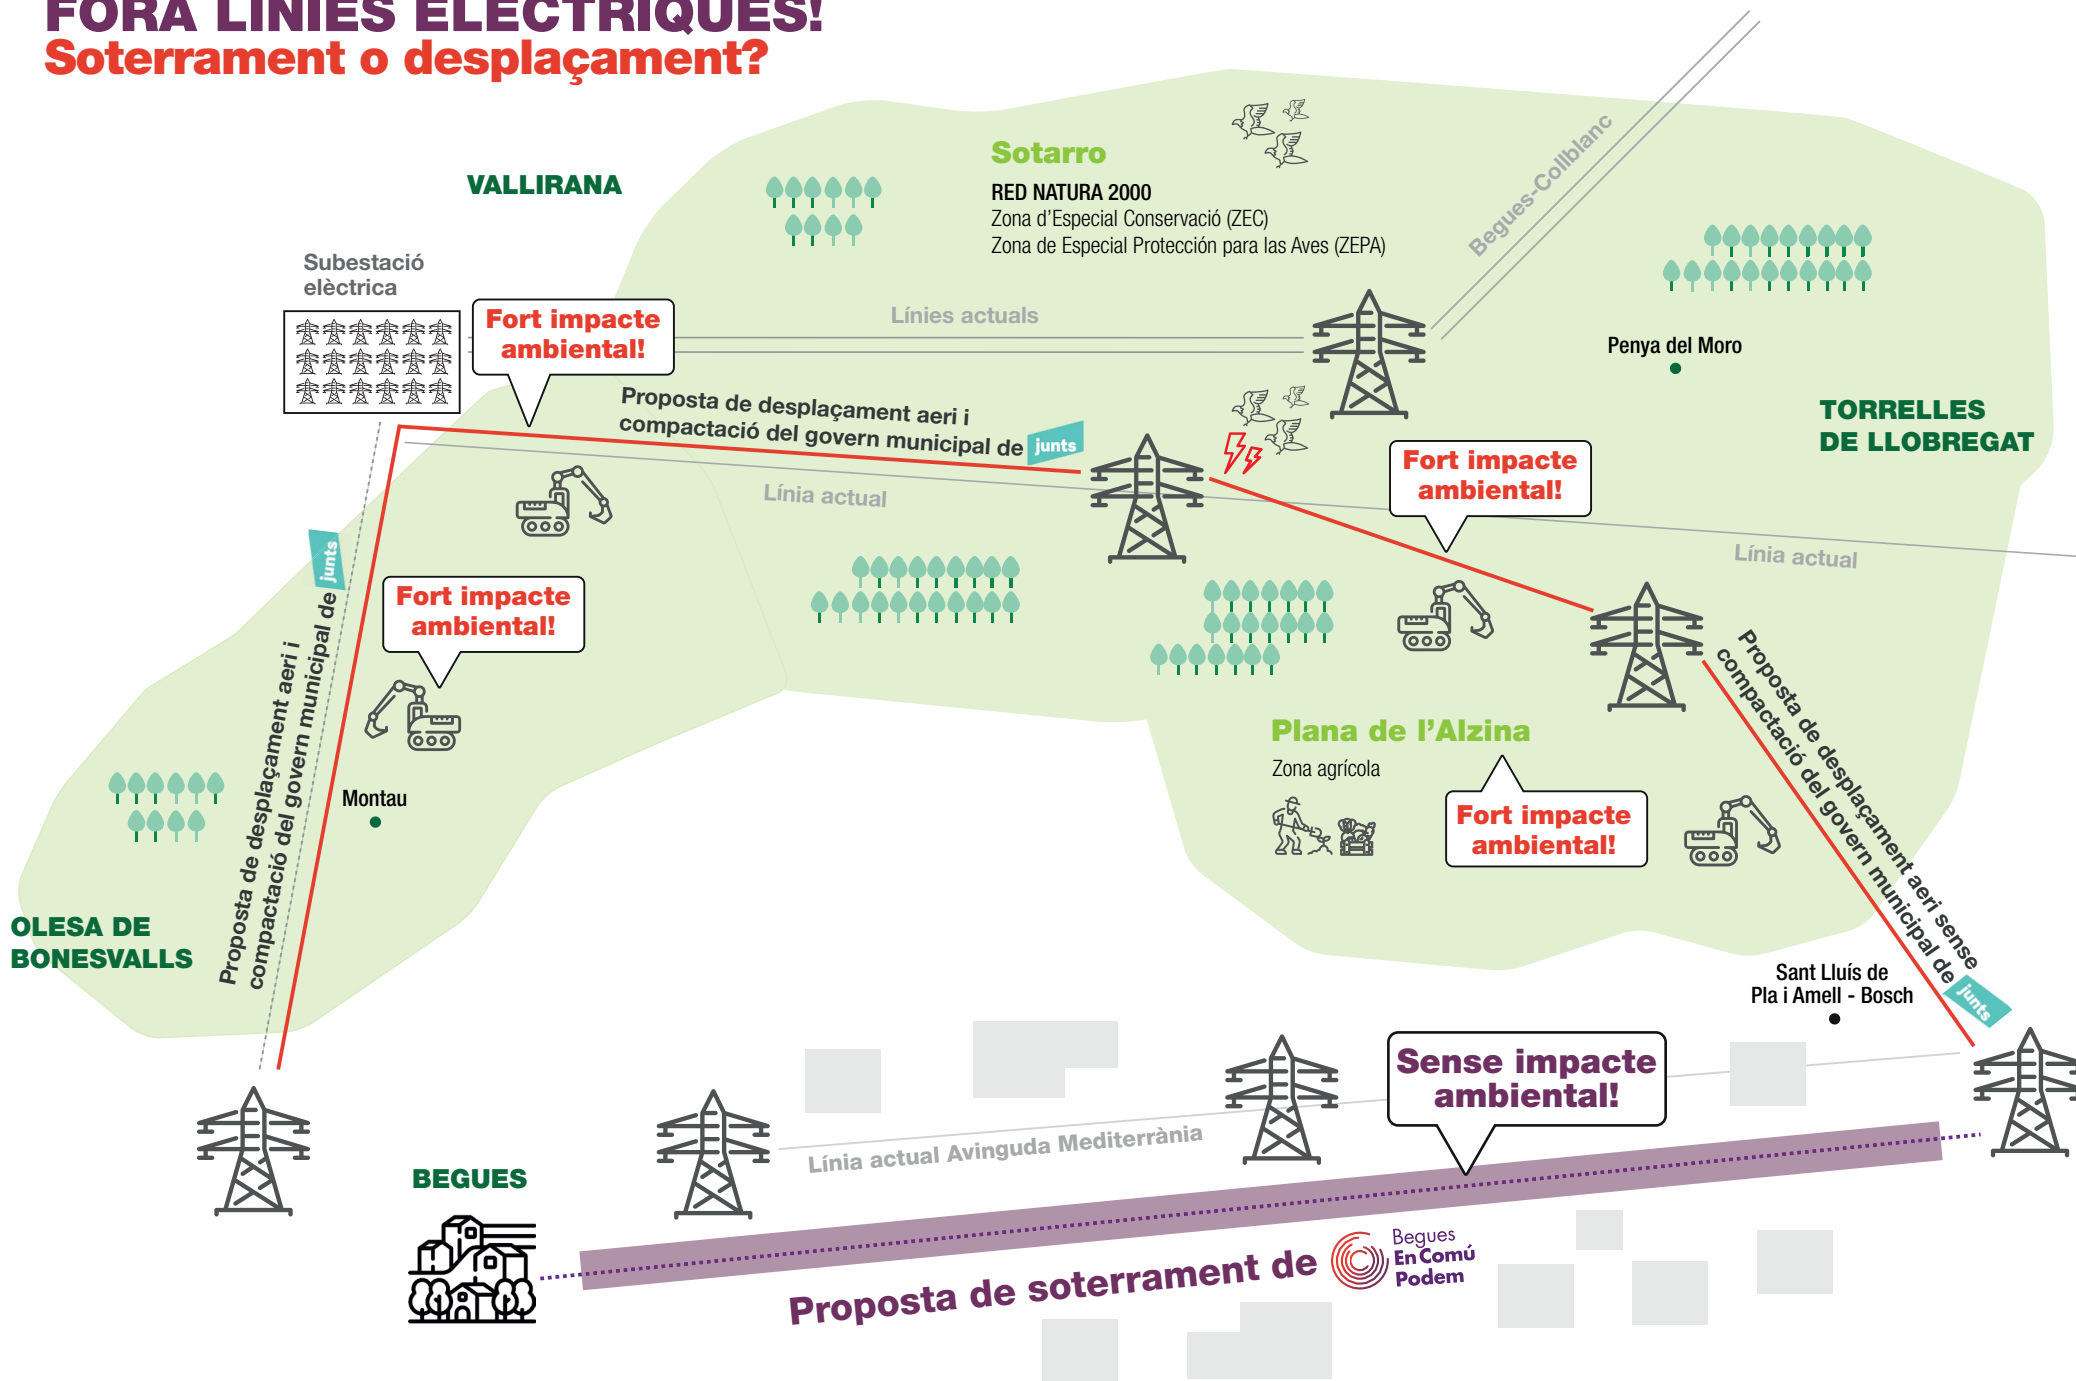 FORA LÍNIES ELÈCTRIQUES!
Soterrament o desplaçament?
Sotarro
RED NATURA 2000
Zona d'Especial Conservació (ZEC)
Zona de Especial Protección para las Aves (ZEPA)
Begues-Collblanc
VALLIRANA
Subestació
elèctrica
Fort impacte
ambiental!
Línies actuals
Penya del Moro
Proposta de desplaçament aeri i
compactació del govern municipal de
junts
TORRELLES
DE LLOBREGAT
Fort impacte
ambiental!
Línia actual
Línia actual
junts
Fort impacte
ambiental!
Proposta de desplaçament aeri i
compactació del govern municipal de
Proposta de desplaçament aeri sense
compactació del govern municipal de
junts
Plana de l'Alzina
Zona agrícola
Fort impacte
ambiental!
Montau
OLESA DE
BONESVALLS
Sant Lluís de
Pla i Amell - Bosch
Sense impacte
ambiental!
Línia actual Avinguda Mediterrània
BEGUES
Proposta de soterrament de
Begues
En Comú
Podem